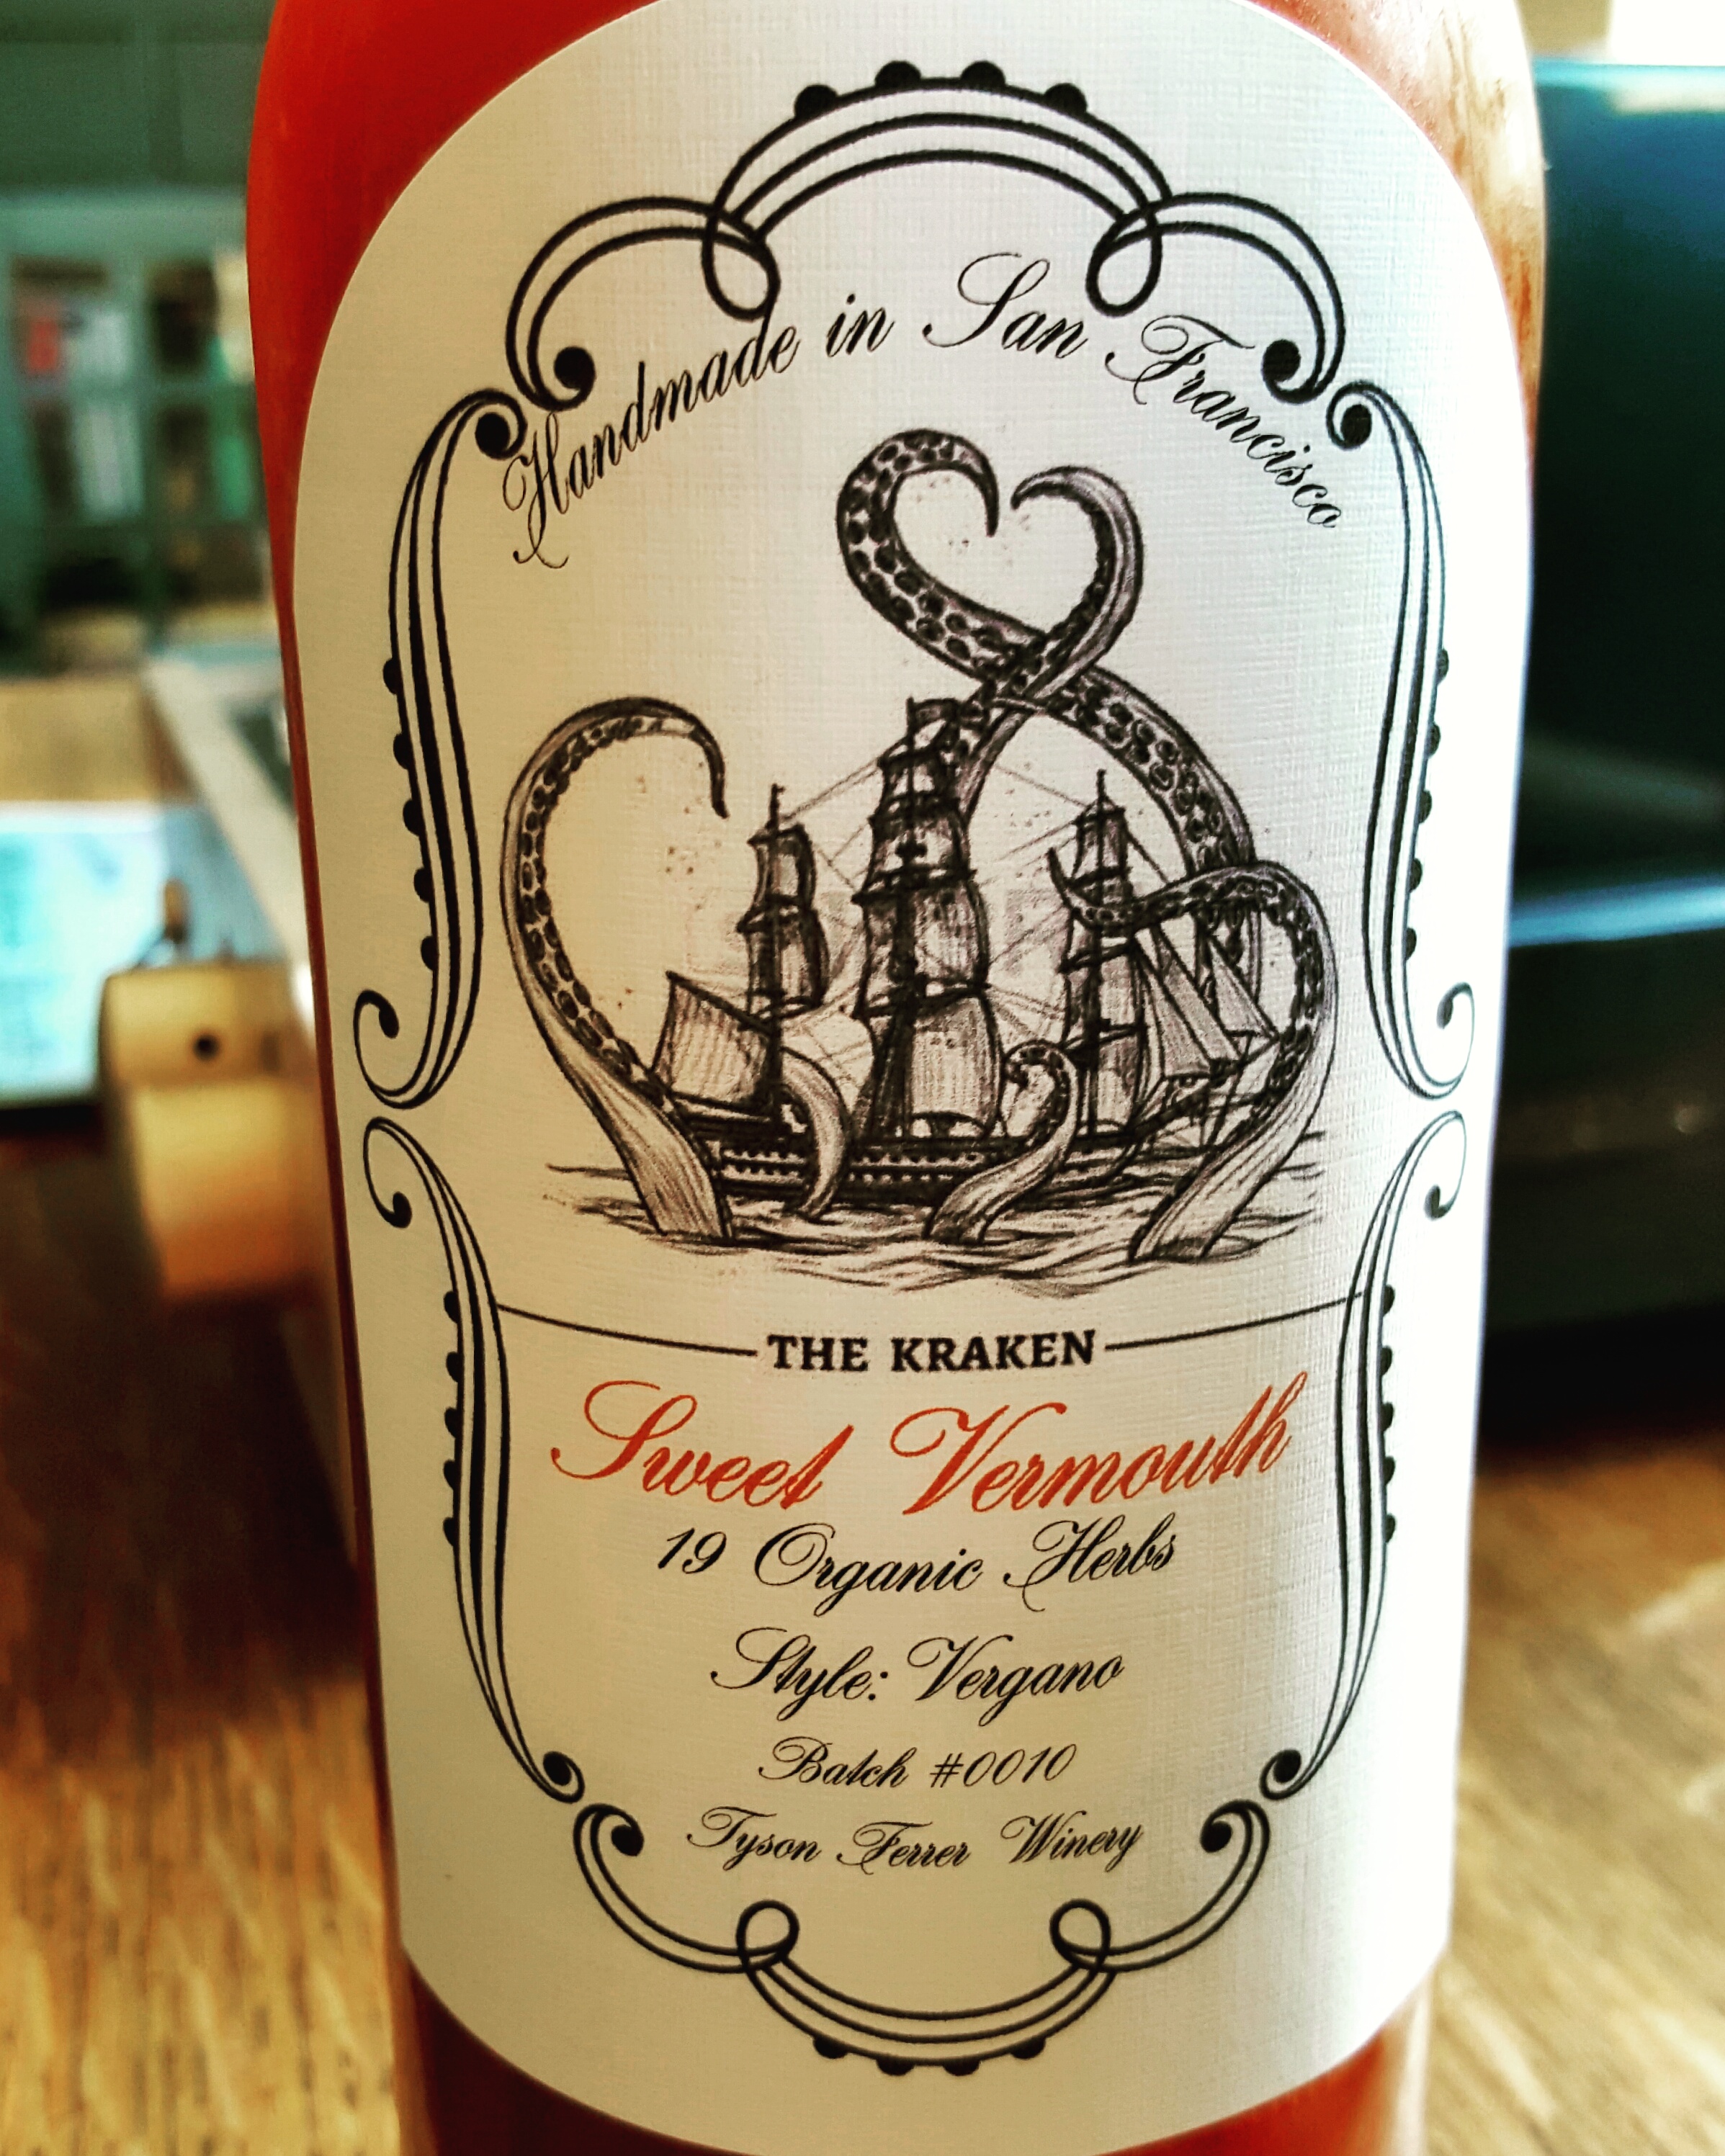 Handmade in San Francisco
THE KRAKEN
Sweet Vermouth
19 Organic Herbs
Style: Vergano
Batch #0010
Tyson Ferrer Winery